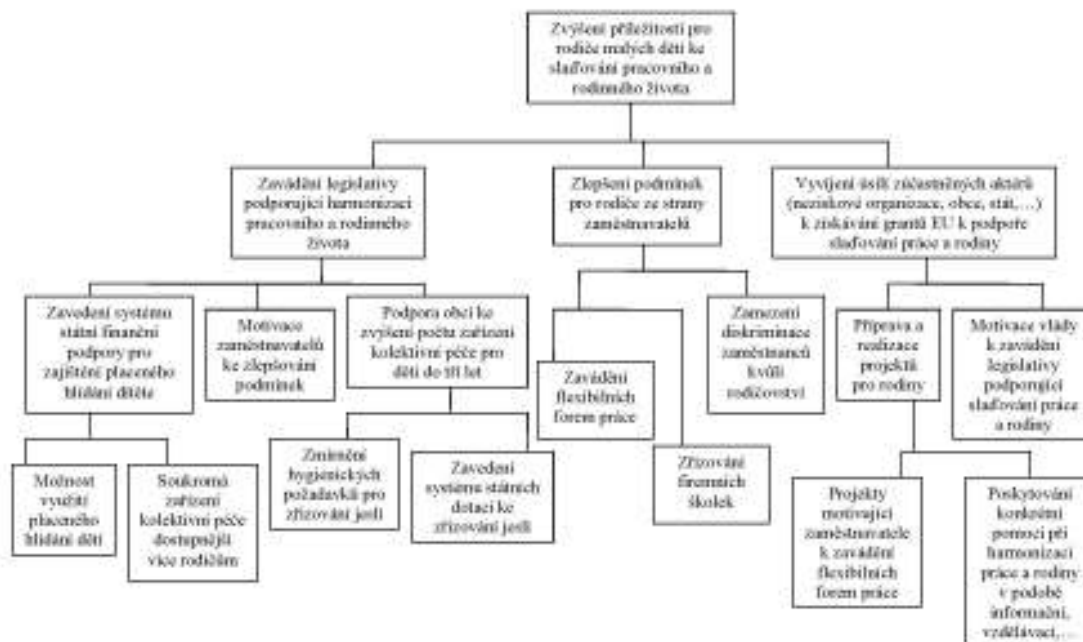 Zvýšení příležitostí pro
rodiče malých dětí ke
slaďování pracovního a
rodinného života
Zavádění legislativy
podporující harmonizaci
pracovního a rodinného
života
Zlepšení podmínek
pro rodiče ze strany
zaměstnavatelů
Vyvíjení úsilí zúčastněných aktérů
(neziskové organizace, obce, stát,…)
k získávání grantů EU k podpoře
slaďování práce a rodiny
Zavedení systému
státní finanční
podpory pro
zajištění placeného
hlídání dítěte
Motivace
zaměstnavatelů
ke zlepšování
podmínek
Podpora obcí ke
zvýšení počtu zařízení
kolektivní péče pro
děti do tří let
Zavádění
flexibilních
forem práce
Zamezení
diskriminace
zaměstnanců
kvůli
rodičovství
Příprava a
realizace
projektů
pro rodiny
Motivace vlády
k zavádění
legislativy
podporující
slaďování práce
a rodiny
Možnost
využití
placeného
hlídání dětí
Soukromá
zařízení
kolektivní péče
dostupnější
více rodičům
Zmírnění
hygienických
požadavků pro
zřizování jeslí
Zavedení
systému státních
dotací ke
zřizování jeslí
Zřizování
firemních
školek
Projekty
motivující
zaměstnavatele
k zavádění
flexibilních
forem práce
Poskytování
konkrétní
pomoci při
harmonizaci
práce a rodiny
v podobě
informační,
vzdělávací,…